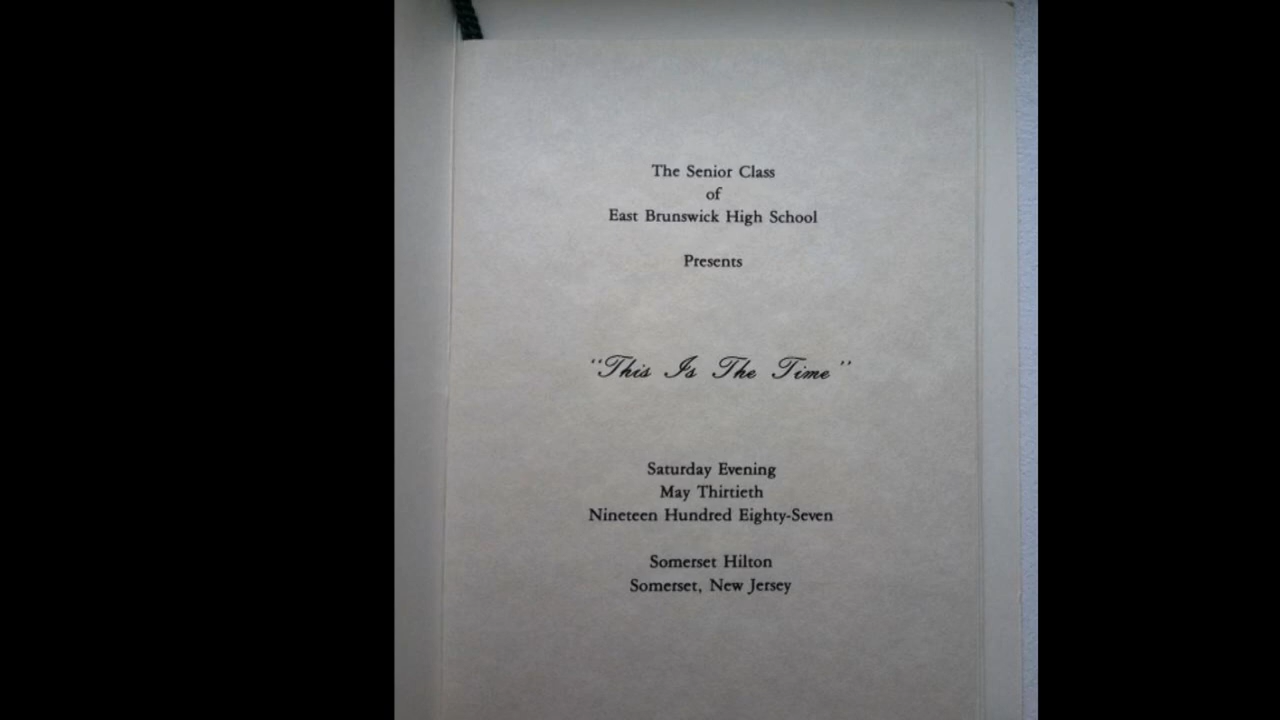 The Senior Class
of
East Brunswick High School
Presents
"This Is The Time"
Saturday Evening
May Thirtieth
Nineteen Hundred Eighty-Seven
Somerset Hilton
Somerset, New Jersey